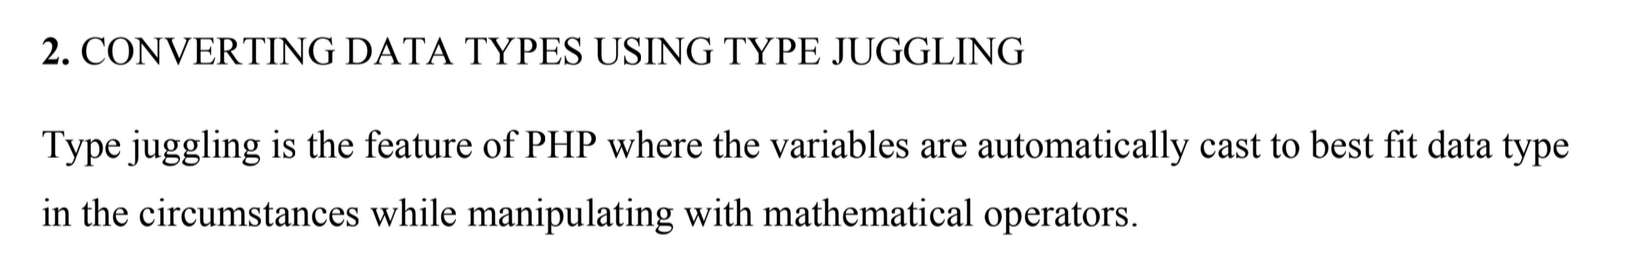 2. CONVERTING DATA TYPES USING TYPE JUGGLING
Type juggling is the feature of PHP where the variables are automatically cast to best fit data type
in the circumstances while manipulating with mathematical operators.